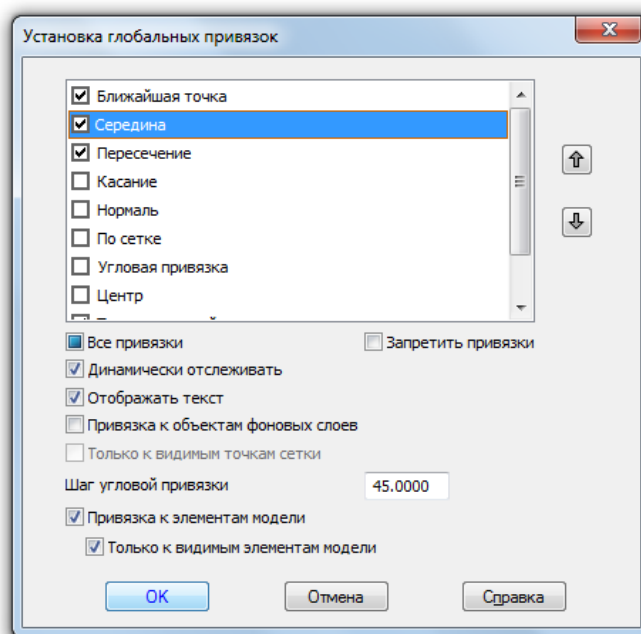 Установка глобальных привязок
Ближайшая точка
Середина
Пересечение
Касание
Нормаль
По сетке
Угловая привязка
Центр
Все привязки Запретить привязки
Динамически отслеживать
Отображать текст
Привязка к объектам фоновых слоев
Только к видимым точкам сетки
Шаг угловой привязки 45.0000
Привязка к элементам модели
Только к видимым элементам модели
OK Отмена Справка